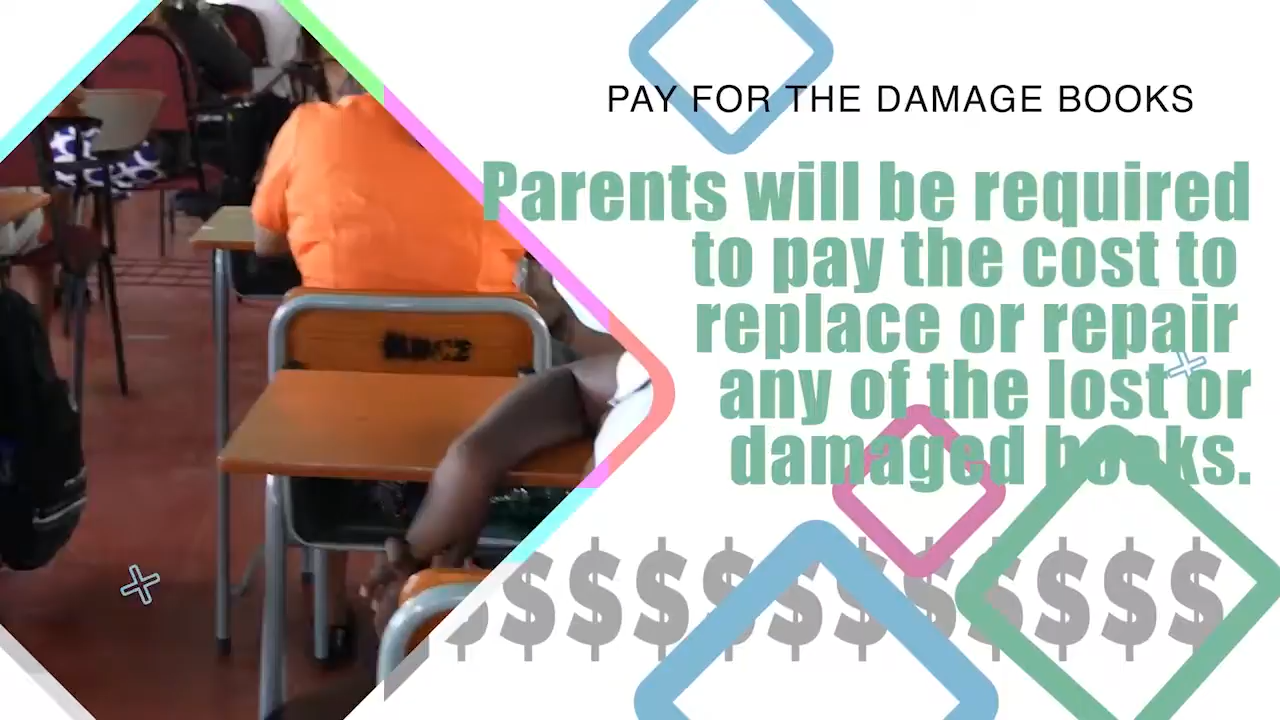 PAY FOR THE DAMAGE BOOKS
Parents will be required
to pay the cost to
replace or repair
any of the lost or
damaged books.
$$$$$$$$$$$$